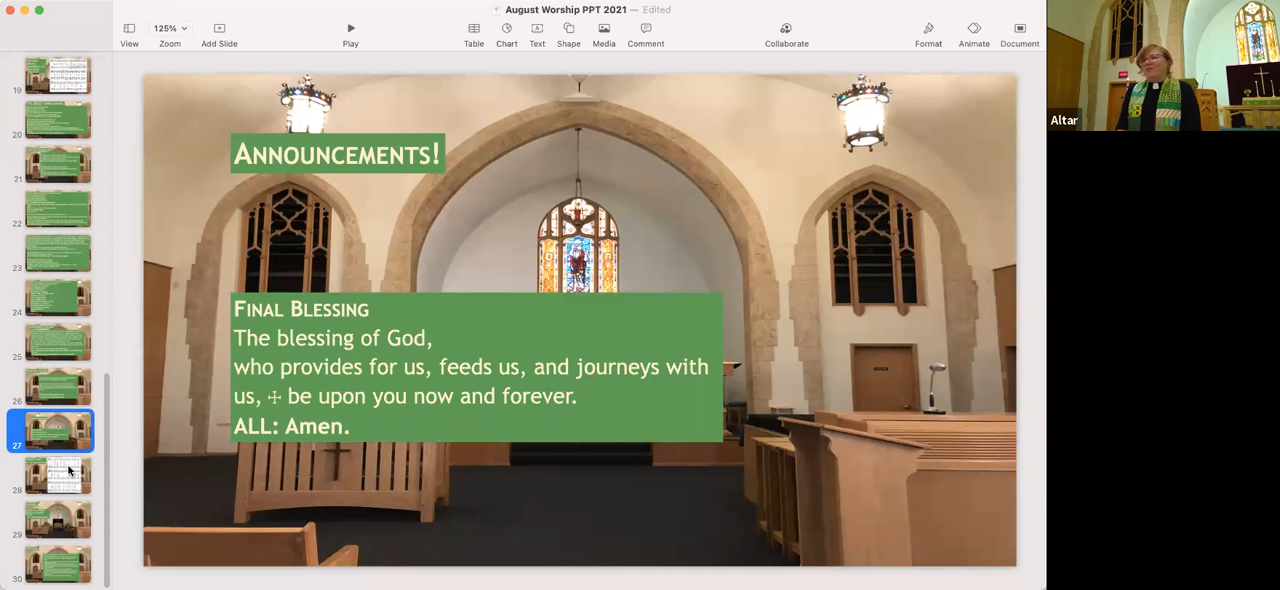 August Worship PPT 2021 — Edited
125%
View
Zoom
Add Slide
Play
Table
Chart
Text
Shape
Media
Comment
Collaborate
Format
Animate
Document
19
20
21
22
23
24
25
26
27
28
29
30
ANNOUNCEMENTS!
FINAL BLESSING
The blessing of God,
who provides for us, feeds us, and journeys with
us, ☩ be upon you now and forever.
ALL: Amen.
Altar